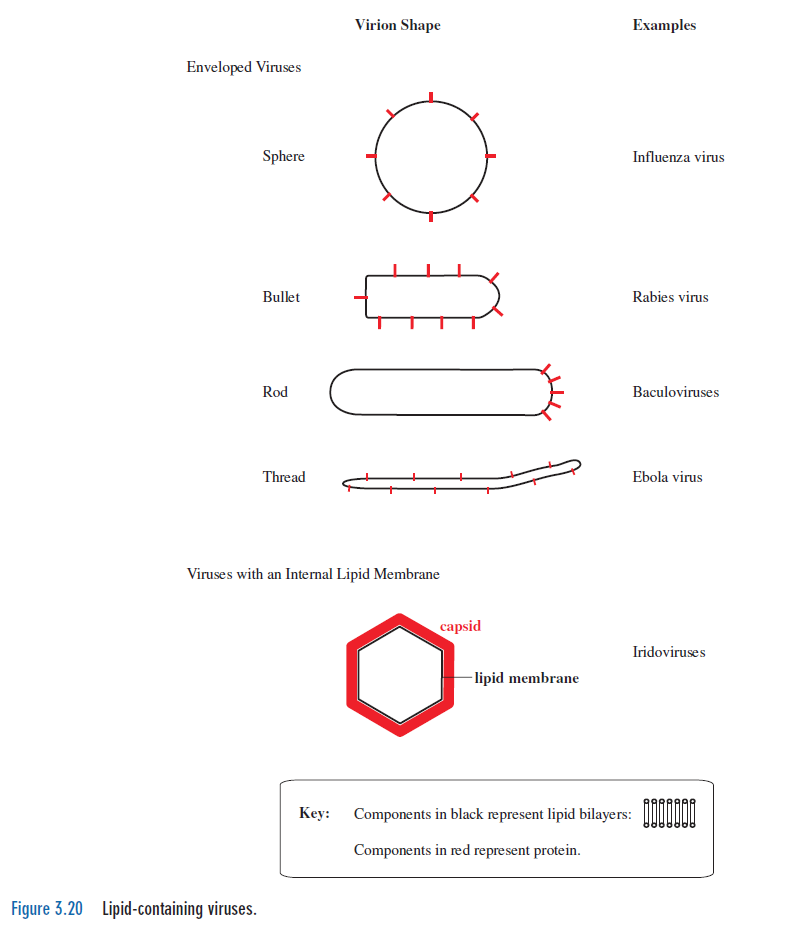 Virion Shape Examples
Enveloped Viruses
Sphere Influenza virus
Bullet Rabies virus
Rod Baculoviruses
Thread Ebola virus
Viruses with an Internal Lipid Membrane
capsid
Iridoviruses
lipid membrane
Key: Components in black represent lipid bilayers:
Components in red represent protein.
Figure 3.20 Lipid-containing viruses.